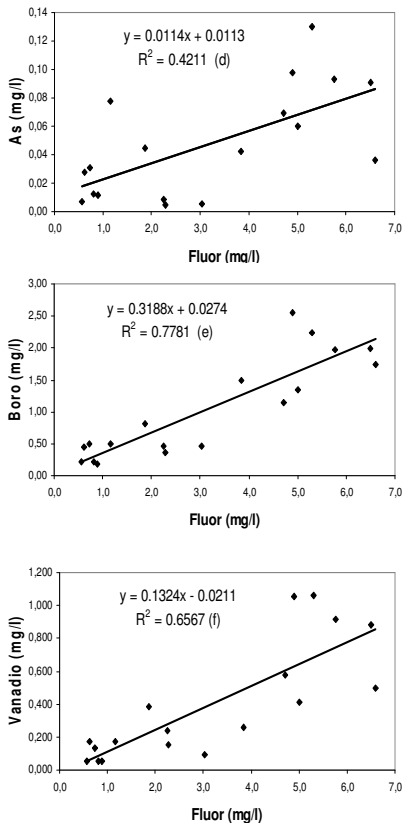 0,14
0,12
0,10
0,08
0,06
0,04
0,02
0,00
As (mg/l)
y = 0.0114x + 0.0113
R² = 0.4211 (d)
0,0 1,0 2,0 3,0 4,0 5,0 6,0 7,0
Fluor (mg/l)
3,00
2,50
2,00
1,50
1,00
0,50
0,00
Boro (mg/l)
y = 0.3188x + 0.0274
R² = 0.7781 (e)
0,0 1,0 2,0 3,0 4,0 5,0 6,0 7,0
Fluor (mg/l)
1,200
1,000
0,800
0,600
0,400
0,200
0,000
Vanadio (mg/l)
y = 0.1324x - 0.0211
R² = 0.6567 (f)
0,0 1,0 2,0 3,0 4,0 5,0 6,0 7,0
Fluor (mg/l)